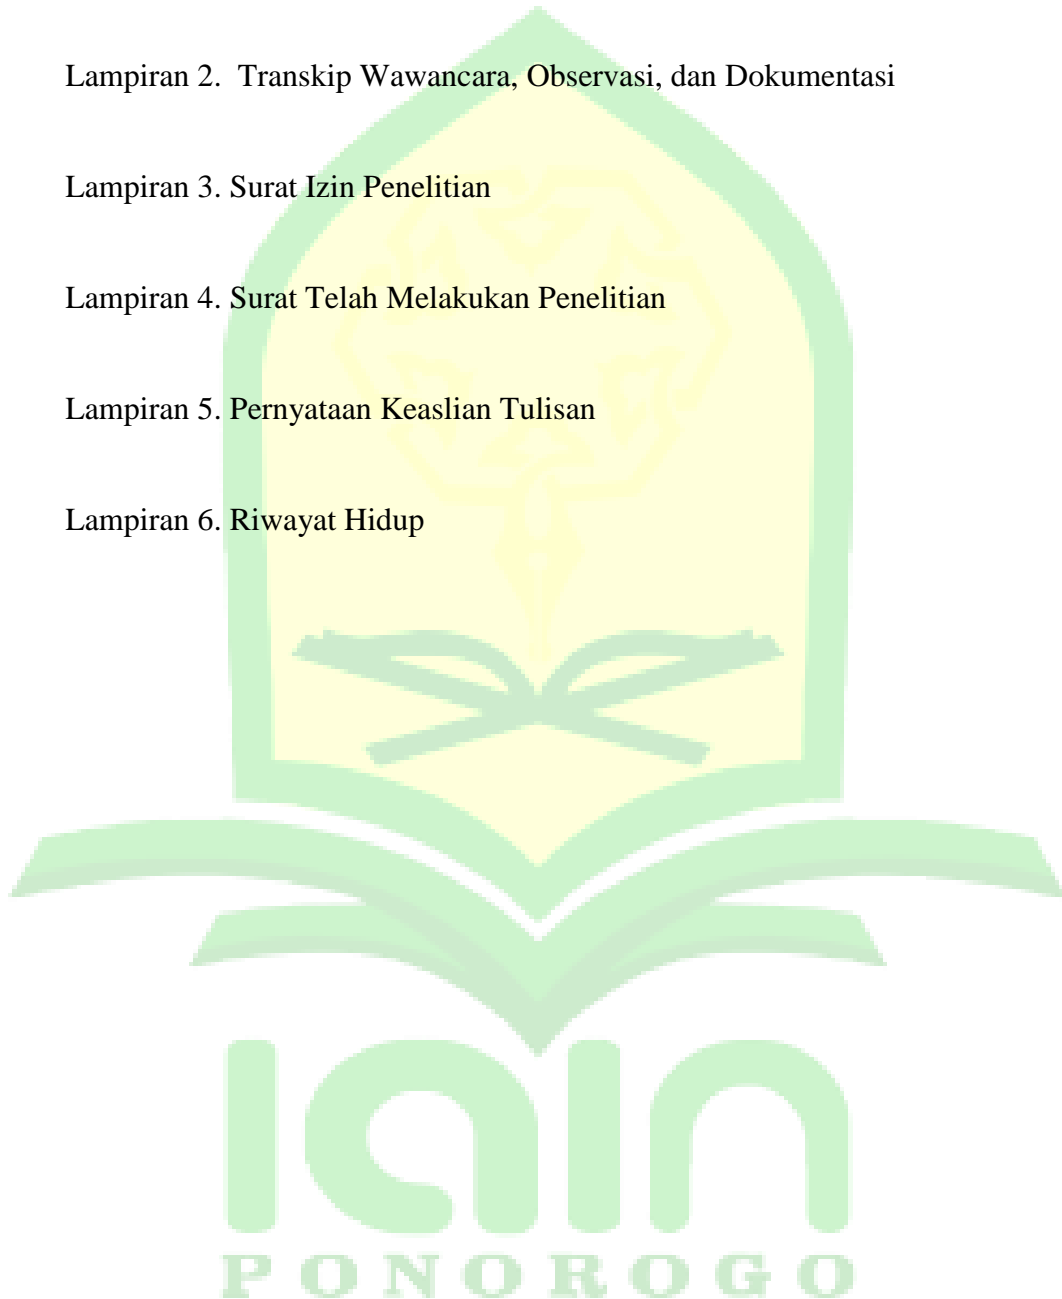 Lampiran 2.  Transkip Wawancara, Observasi, dan Dokumentasi
Lampiran 3. Surat Izin Penelitian
Lampiran 4. Surat Telah Melakukan Penelitian
Lampiran 5. Pernyataan Keaslian Tulisan
Lampiran 6. Riwayat Hidup
iain
PONOROGO